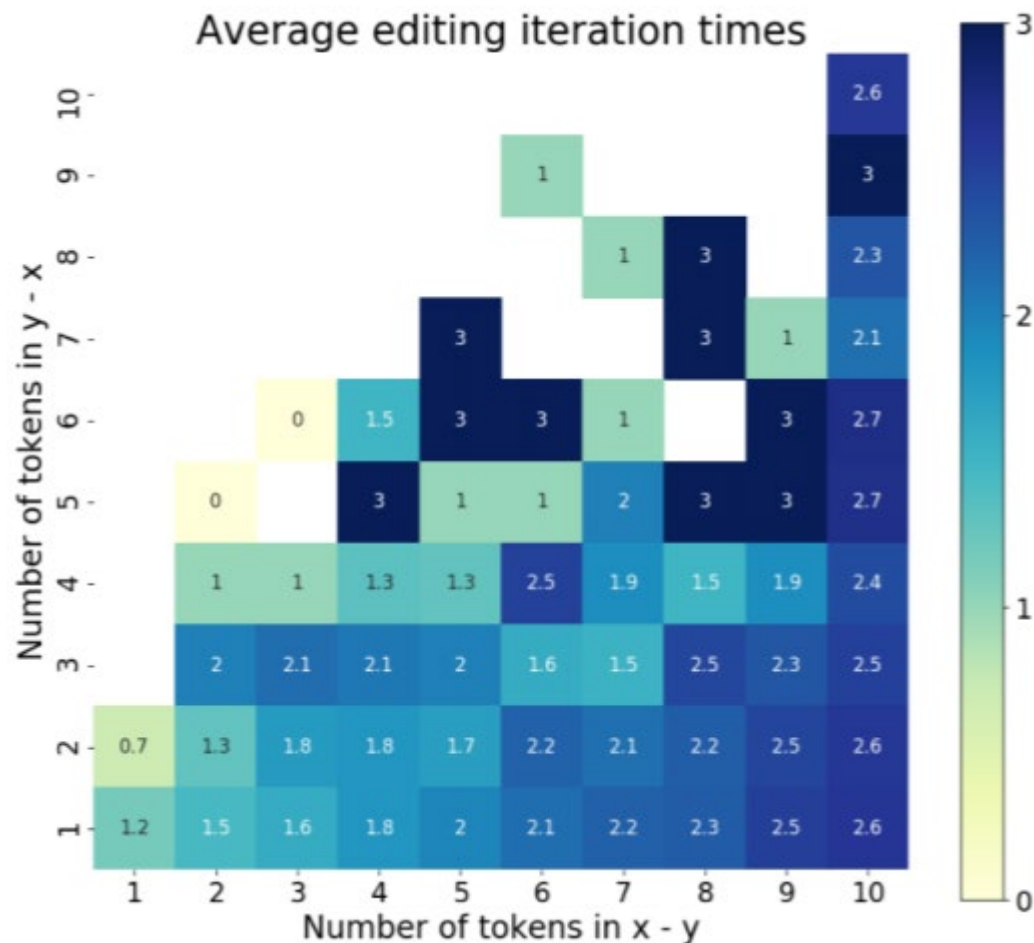 Average editing iteration times
3
10 2.6
9 1 3
8 1 3 2.3
7 3 3 1 2.1
2
6 0 1.5 3 3 1 3 2.7
5 0 3 1 1 2 3 3 2.7
4 1 1 1.3 1.3 2.5 1.9 1.5 1.9 2.4
1
3 2 2.1 2.1 2 1.6 1.5 2.5 2.3 2.5
2 0.7 1.3 1.8 1.8 1.7 2.2 2.1 2.2 2.5 2.6
1 1.2 1.5 1.6 1.8 2 2.1 2.2 2.3 2.5 2.6
0
1 2 3 4 5 6 7 8 9 10
Number of tokens in x - y
Number of tokens in y - x